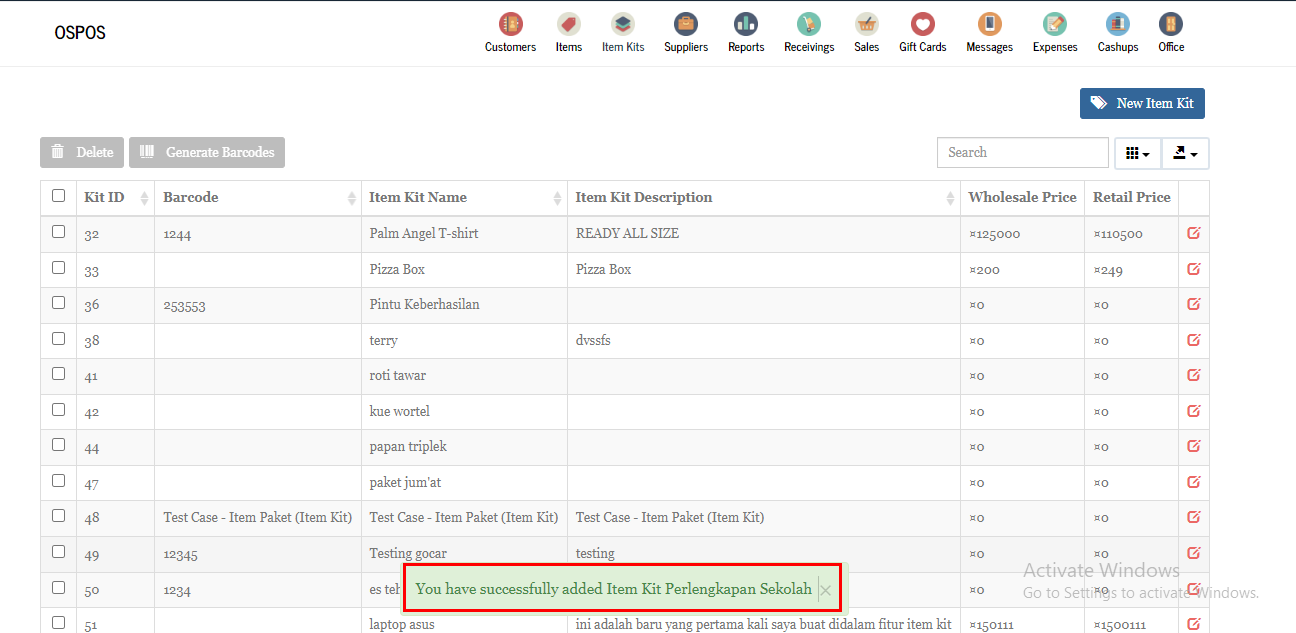 OSPOS
Customers Items Item Kits Suppliers Reports Receivings Sales Gift Cards Messages Expenses Cashups Office
New Item Kit
Delete Generate Barcodes Search
Kit ID Barcode Item Kit Name Item Kit Description Wholesale Price Retail Price
32 1244 Palm Angel T-shirt READY ALL SIZE ¤125000 ¤110500
33 Pizza Box Pizza Box ¤200 ¤249
36 253553 Pintu Keberhasilan ¤0 ¤0
38 terry dvssfs ¤0 ¤0
41 roti tawar ¤0 ¤0
42 kue wortel ¤0 ¤0
44 papan triplek ¤0 ¤0
47 paket jum'at ¤0 ¤0
48 Test Case - Item Paket (Item Kit) Test Case - Item Paket (Item Kit) Test Case - Item Paket (Item Kit) ¤0 ¤0
49 12345 Testing gocar testing ¤0 ¤0
50 1234 es ¤0 ¤0
You have successfully added Item Kit Perlengkapan Sekolah
Activate Windows
Go to Settings to activate Windows.
51 laptop asus ini adalah baru yang pertama kali saya buat didalam fitur item kit ¤150111 ¤1500111